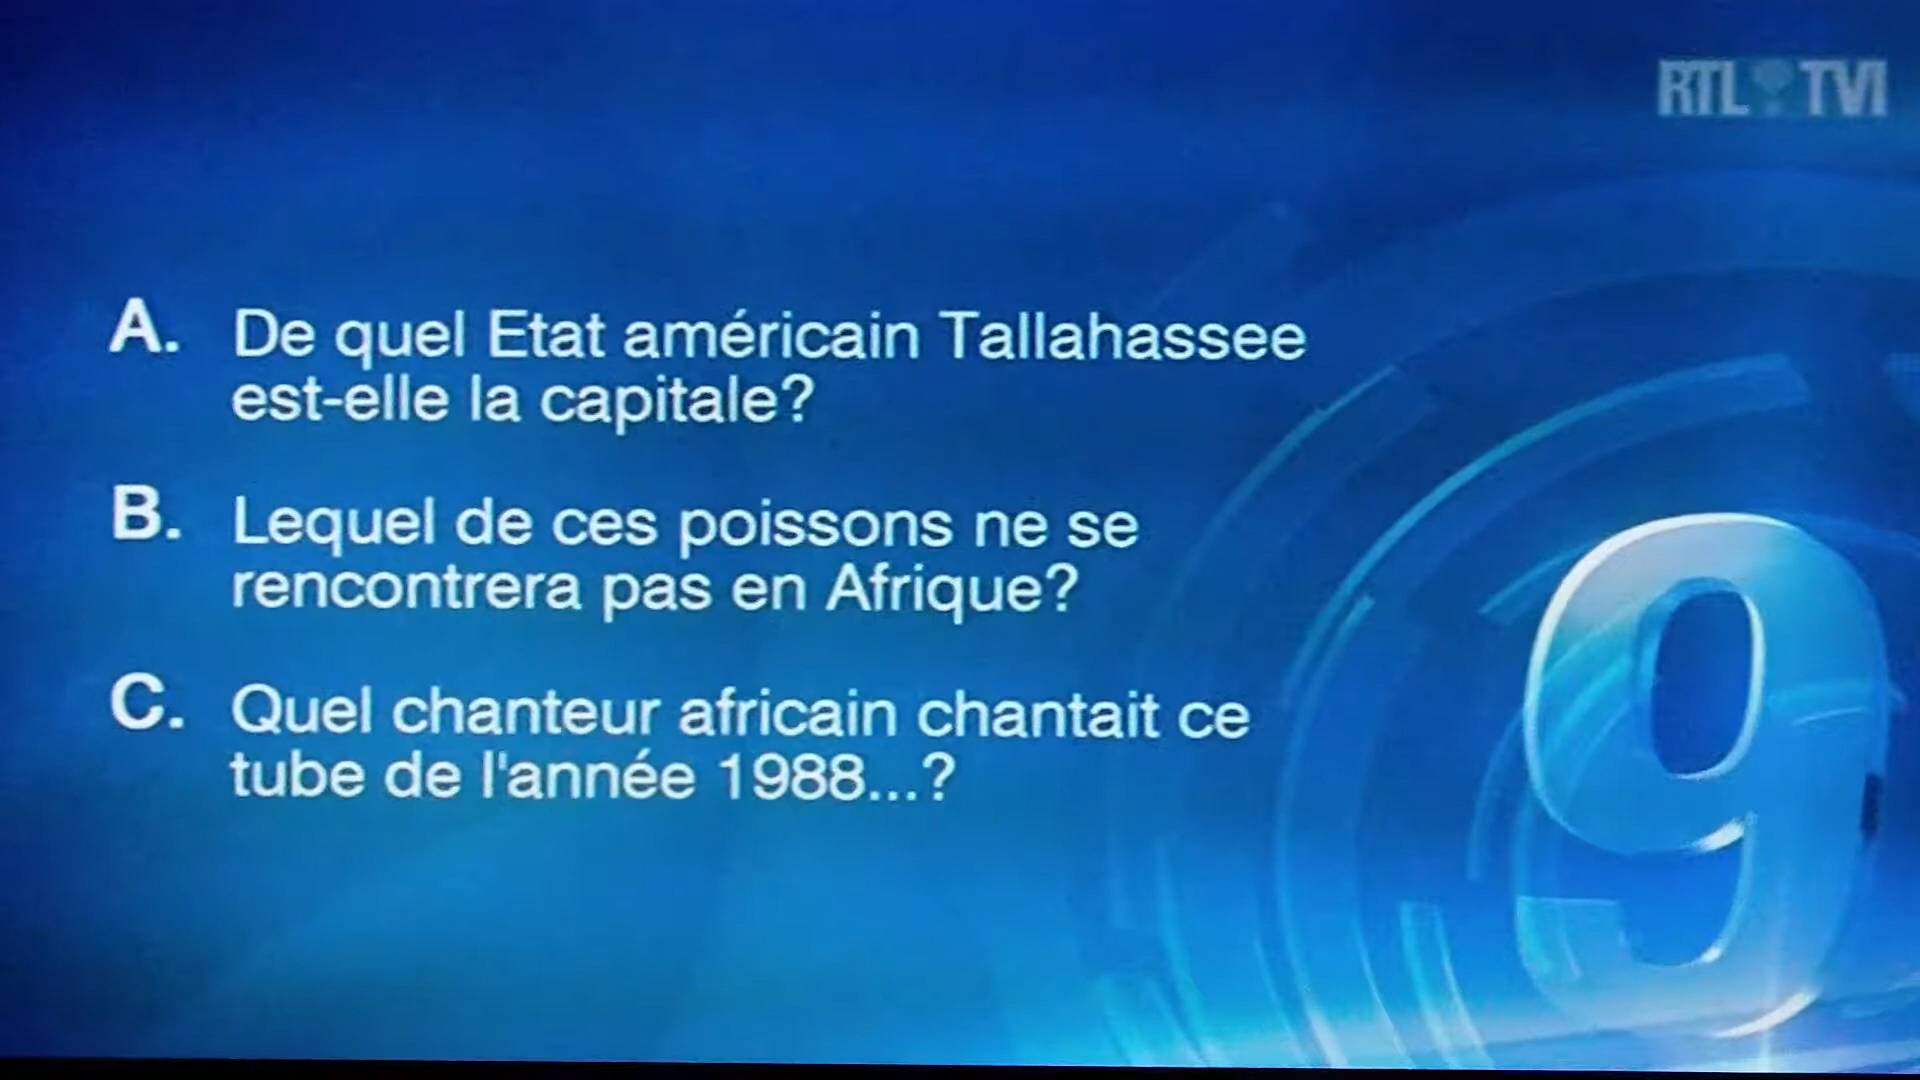 RTL TVI
A. De quel Etat américain Tallahassee
est-elle la capitale?
B. Lequel de ces poissons ne se
rencontrera pas en Afrique?
C. Quel chanteur africain chantait ce
tube de l'année 1988...?
9